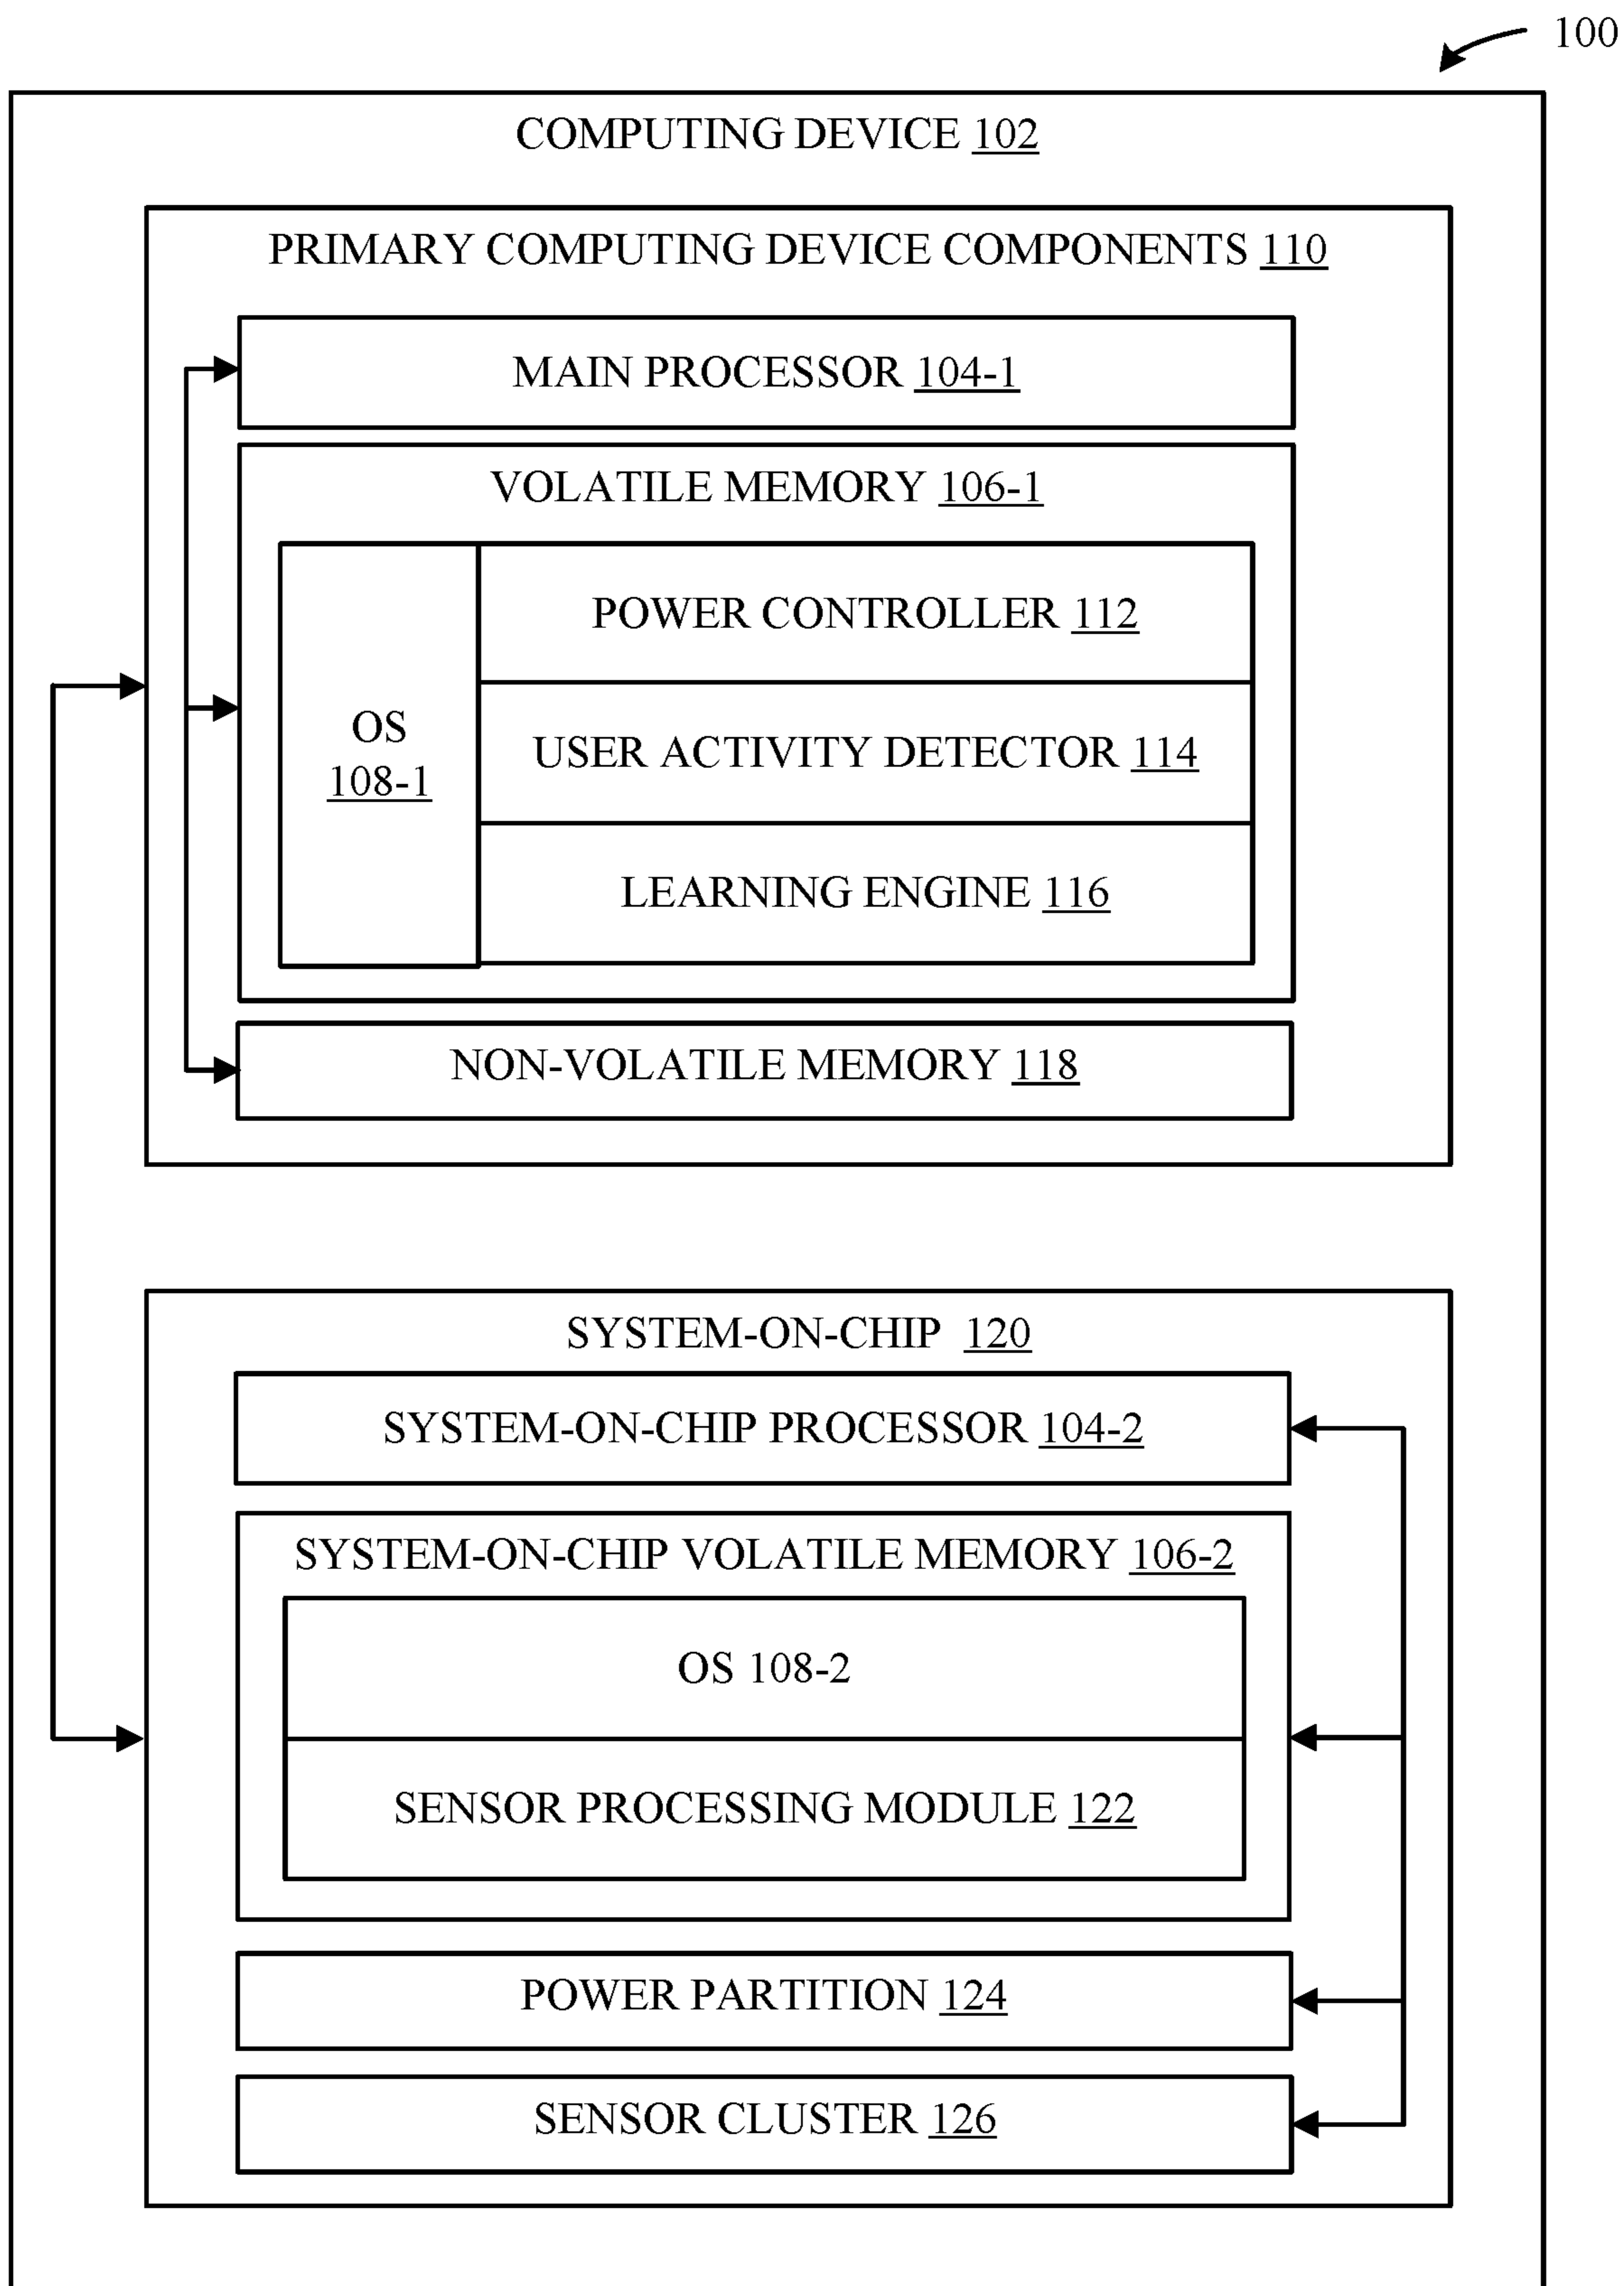 100
COMPUTING DEVICE 102
PRIMARY COMPUTING DEVICE COMPONENTS 110
MAIN PROCESSOR 104-1
VOLATILE MEMORY 106-1
POWER CONTROLLER 112
OS
108-1
USER ACTIVITY DETECTOR 114
LEARNING ENGINE 116
NON-VOLATILE MEMORY 118
SYSTEM-ON-CHIP 120
SYSTEM-ON-CHIP PROCESSOR 104-2
SYSTEM-ON-CHIP VOLATILE MEMORY 106-2
OS 108-2
SENSOR PROCESSING MODULE 122
POWER PARTITION 124
SENSOR CLUSTER 126